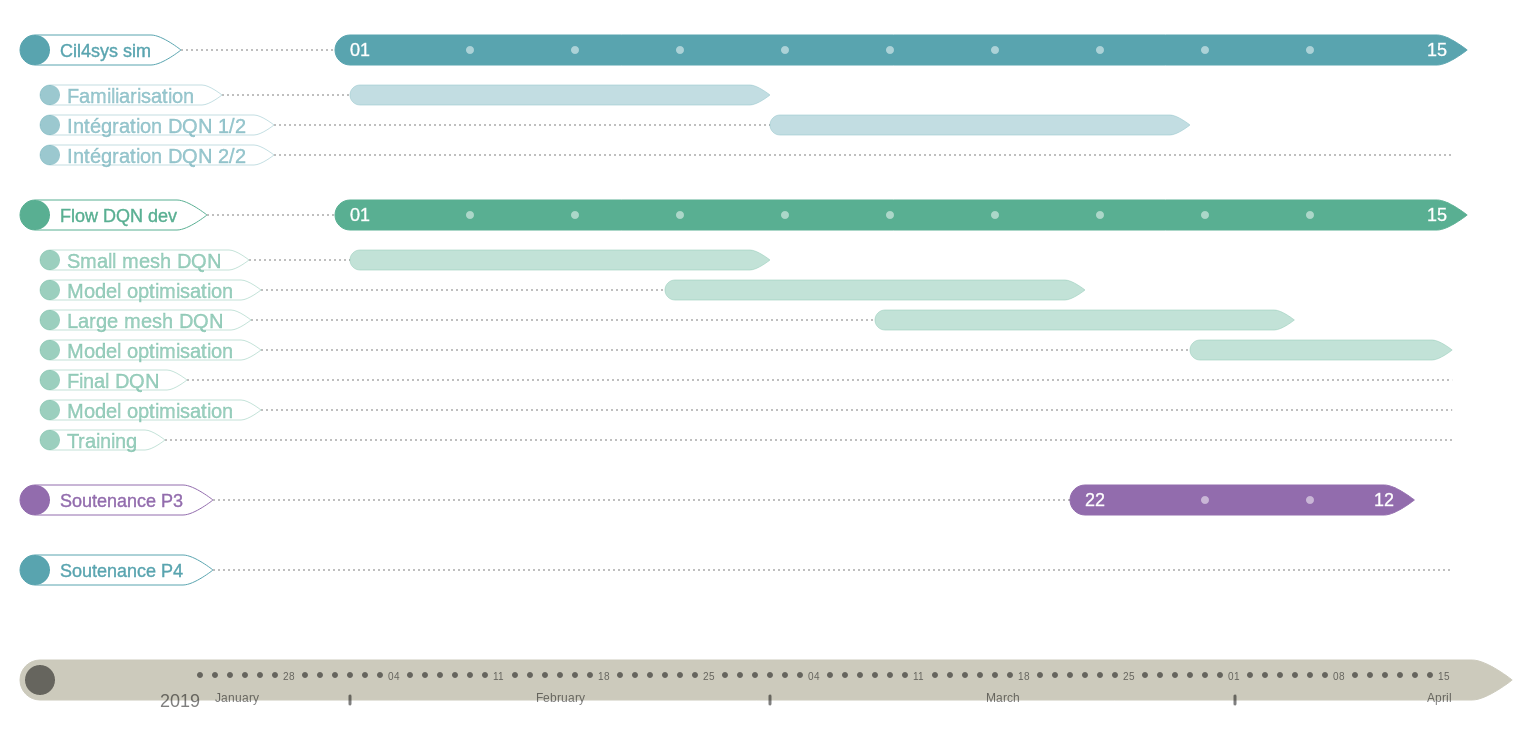 Cil4sys sim 01 15
Familiarisation
Intégration DQN 1/2
Intégration DQN 2/2
Flow DQN dev 01 15
Small mesh DQN
Model optimisation
Large mesh DQN
Model optimisation
Final DQN
Model optimisation
Training
Soutenance P3 22 12
Soutenance P4
28 04 11 18 25 04 11 18 25 01 08 15
2019 January February March April